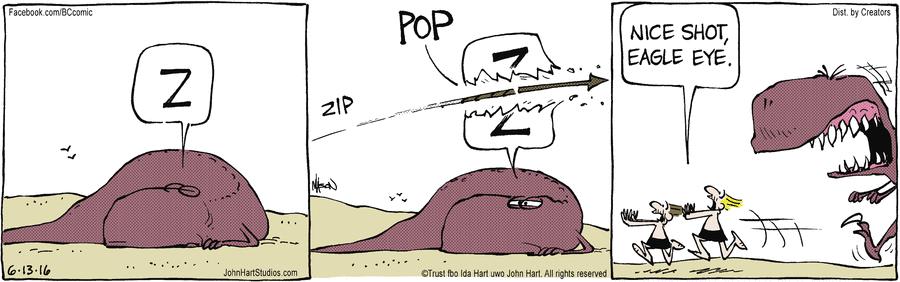 Facebook.com/BCcomic
Z
6·13·16
JohnHartStudios.com
POP
ZIP
Z
©Trust fbo Ida Hart uwo John Hart. All rights reserved
Dist. by Creators
NICE SHOT,
EAGLE EYE.